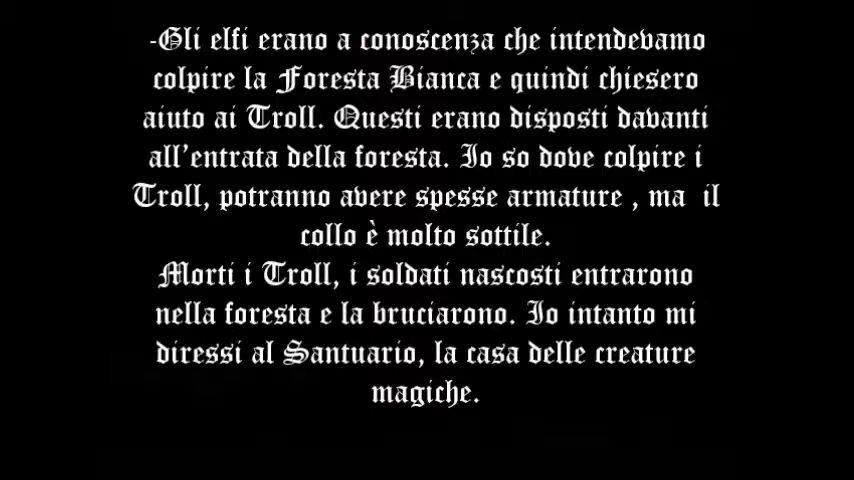 -Gli elfi erano a conoscenza che intendevamo
colpire la Foresta Bianca e quindi chiesero
aiuto ai Troll. Questi erano disposti davanti
all'entrata della foresta. Io so dove colpire i
Troll, potranno avere spesse armature , ma  il
collo è molto sottile.
Morti i Troll, i soldati nascosti entrarono
nella foresta e la bruciarono. Io intanto mi
diressi al Santuario, la casa delle creature
magiche.